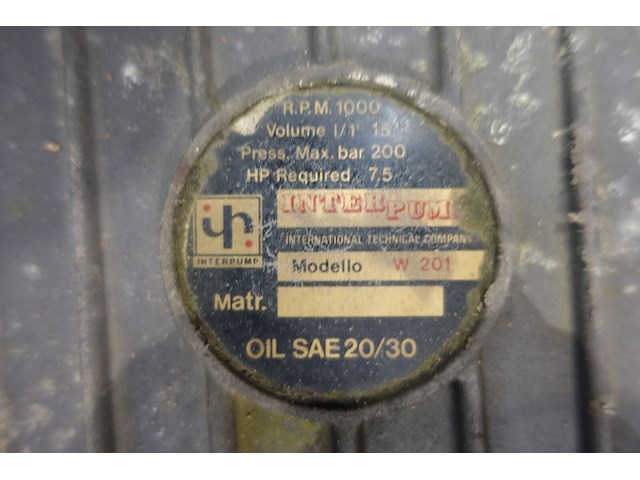 R.P.M. 1000
Volume l/1' 15
Press. Max. bar 200
HP Required 7.5
INTERPUMP
INTERNATIONAL TECHNICAL COMPANY
ih
INTERPUMP
Modello W 201
Matr.
OIL SAE 20/30